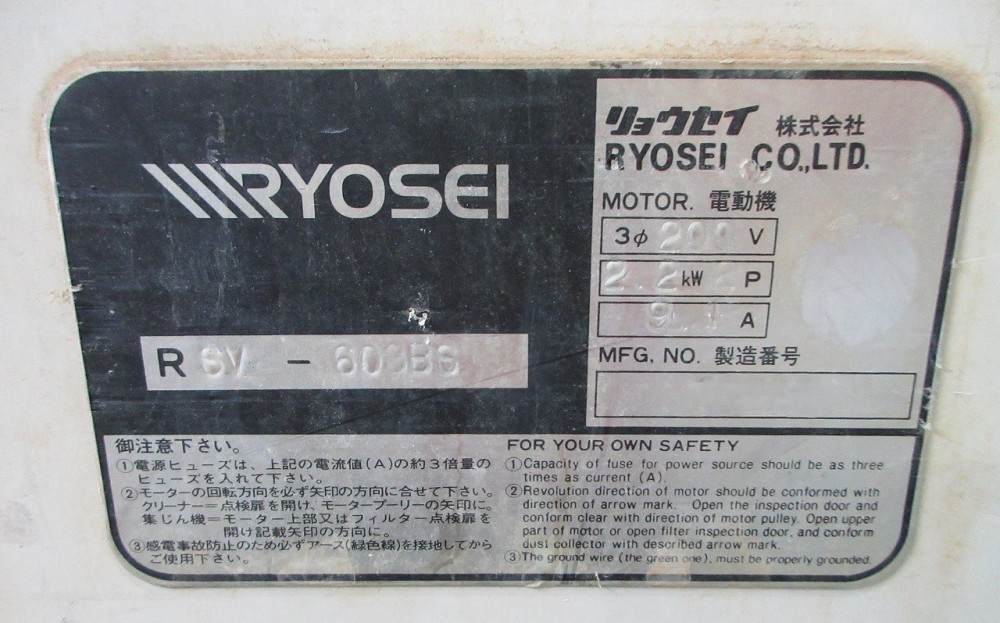 RYOSEI
R SV - 603BS
リョウセイ 株式会社
RYOSEI CO.,LTD.
MOTOR. 電動機
3φ 200 V
2.2 kW 2 P
9.1 A
MFG. NO. 製造番号
御注意下さい。
①電源ヒューズは、上記の電流値(A)の約3倍量の
ヒューズを入れて下さい。
②モーターの回転方向を必ず矢印の方向に合せて下さい。
クリーナー=点検扉を開け、モータープーリーの矢印に。
集じん機=モーター上部又はフィルター点検扉を
開け記載矢印の方向に。
③感電事故防止のため必ずアース(緑色線)を接地してから
ご使用下さい。
FOR YOUR OWN SAFETY
①Capacity of fuse for power source should be as three
times as current (A).
②Revolution direction of motor should be conformed with
direction of arrow mark. Open the inspection door and
conform clear with direction of motor pulley. Open upper
part of motor or open filter inspection door, and conform
dust collector with described arrow mark.
③The ground wire (the green one), must be properly grounded.